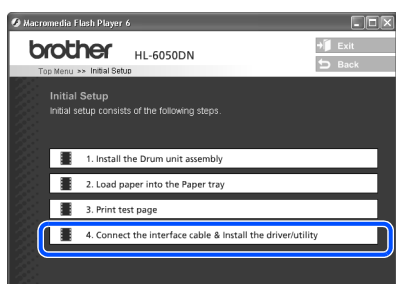 Macromedia Flash Player 6
brother HL-6050DN
Exit
Top Menu >> Initial Setup
Back
Initial Setup
Initial setup consists of the following steps.
1. Install the Drum unit assembly
2. Load paper into the Paper tray
3. Print test page
4. Connect the interface cable & Install the driver/utility